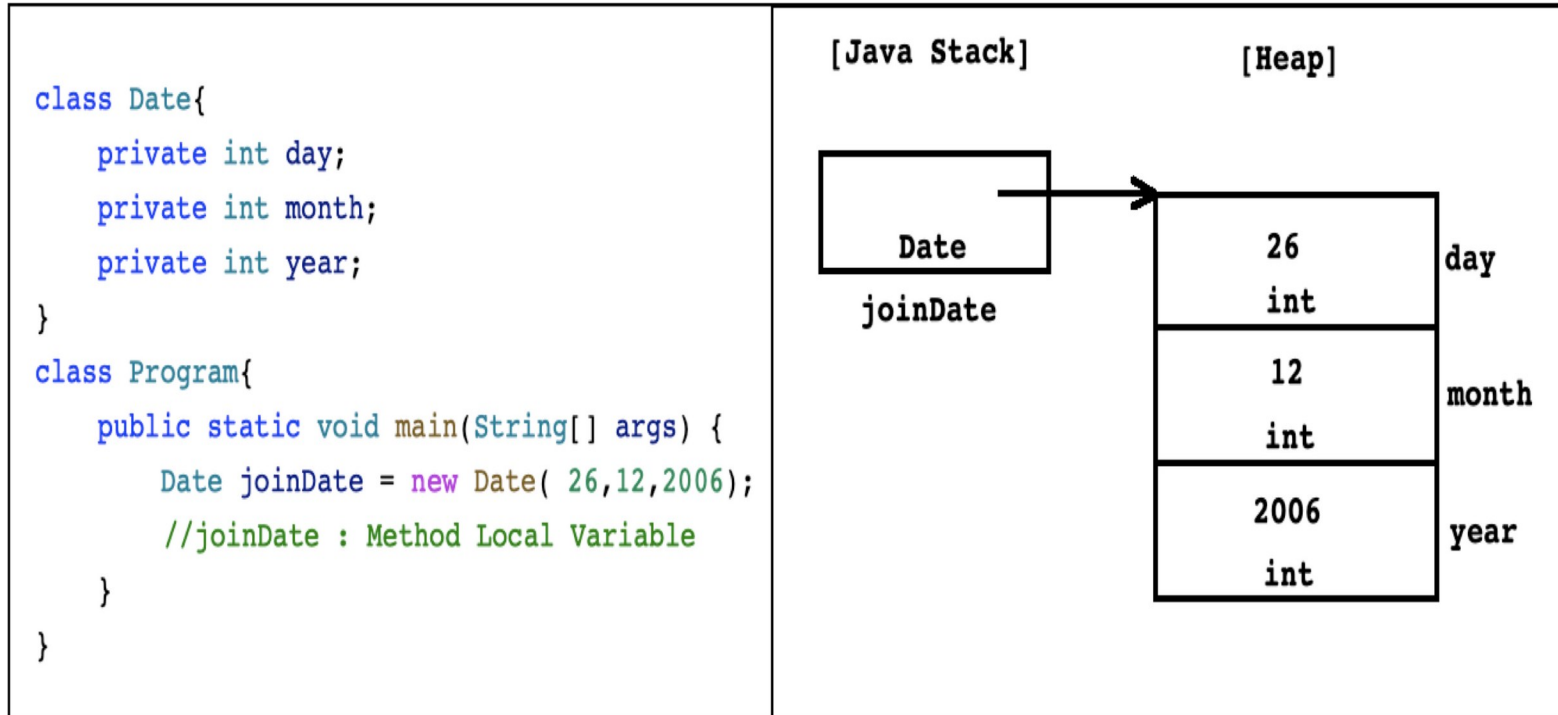 class Date{
    private int day;
    private int month;
    private int year;
}
class Program{
    public static void main(String[] args) {
        Date joinDate = new Date( 26,12,2006);
        //joinDate : Method Local Variable
    }
}
[Java Stack]
[Heap]
Date
joinDate
26
int
day
12
int
month
2006
int
year